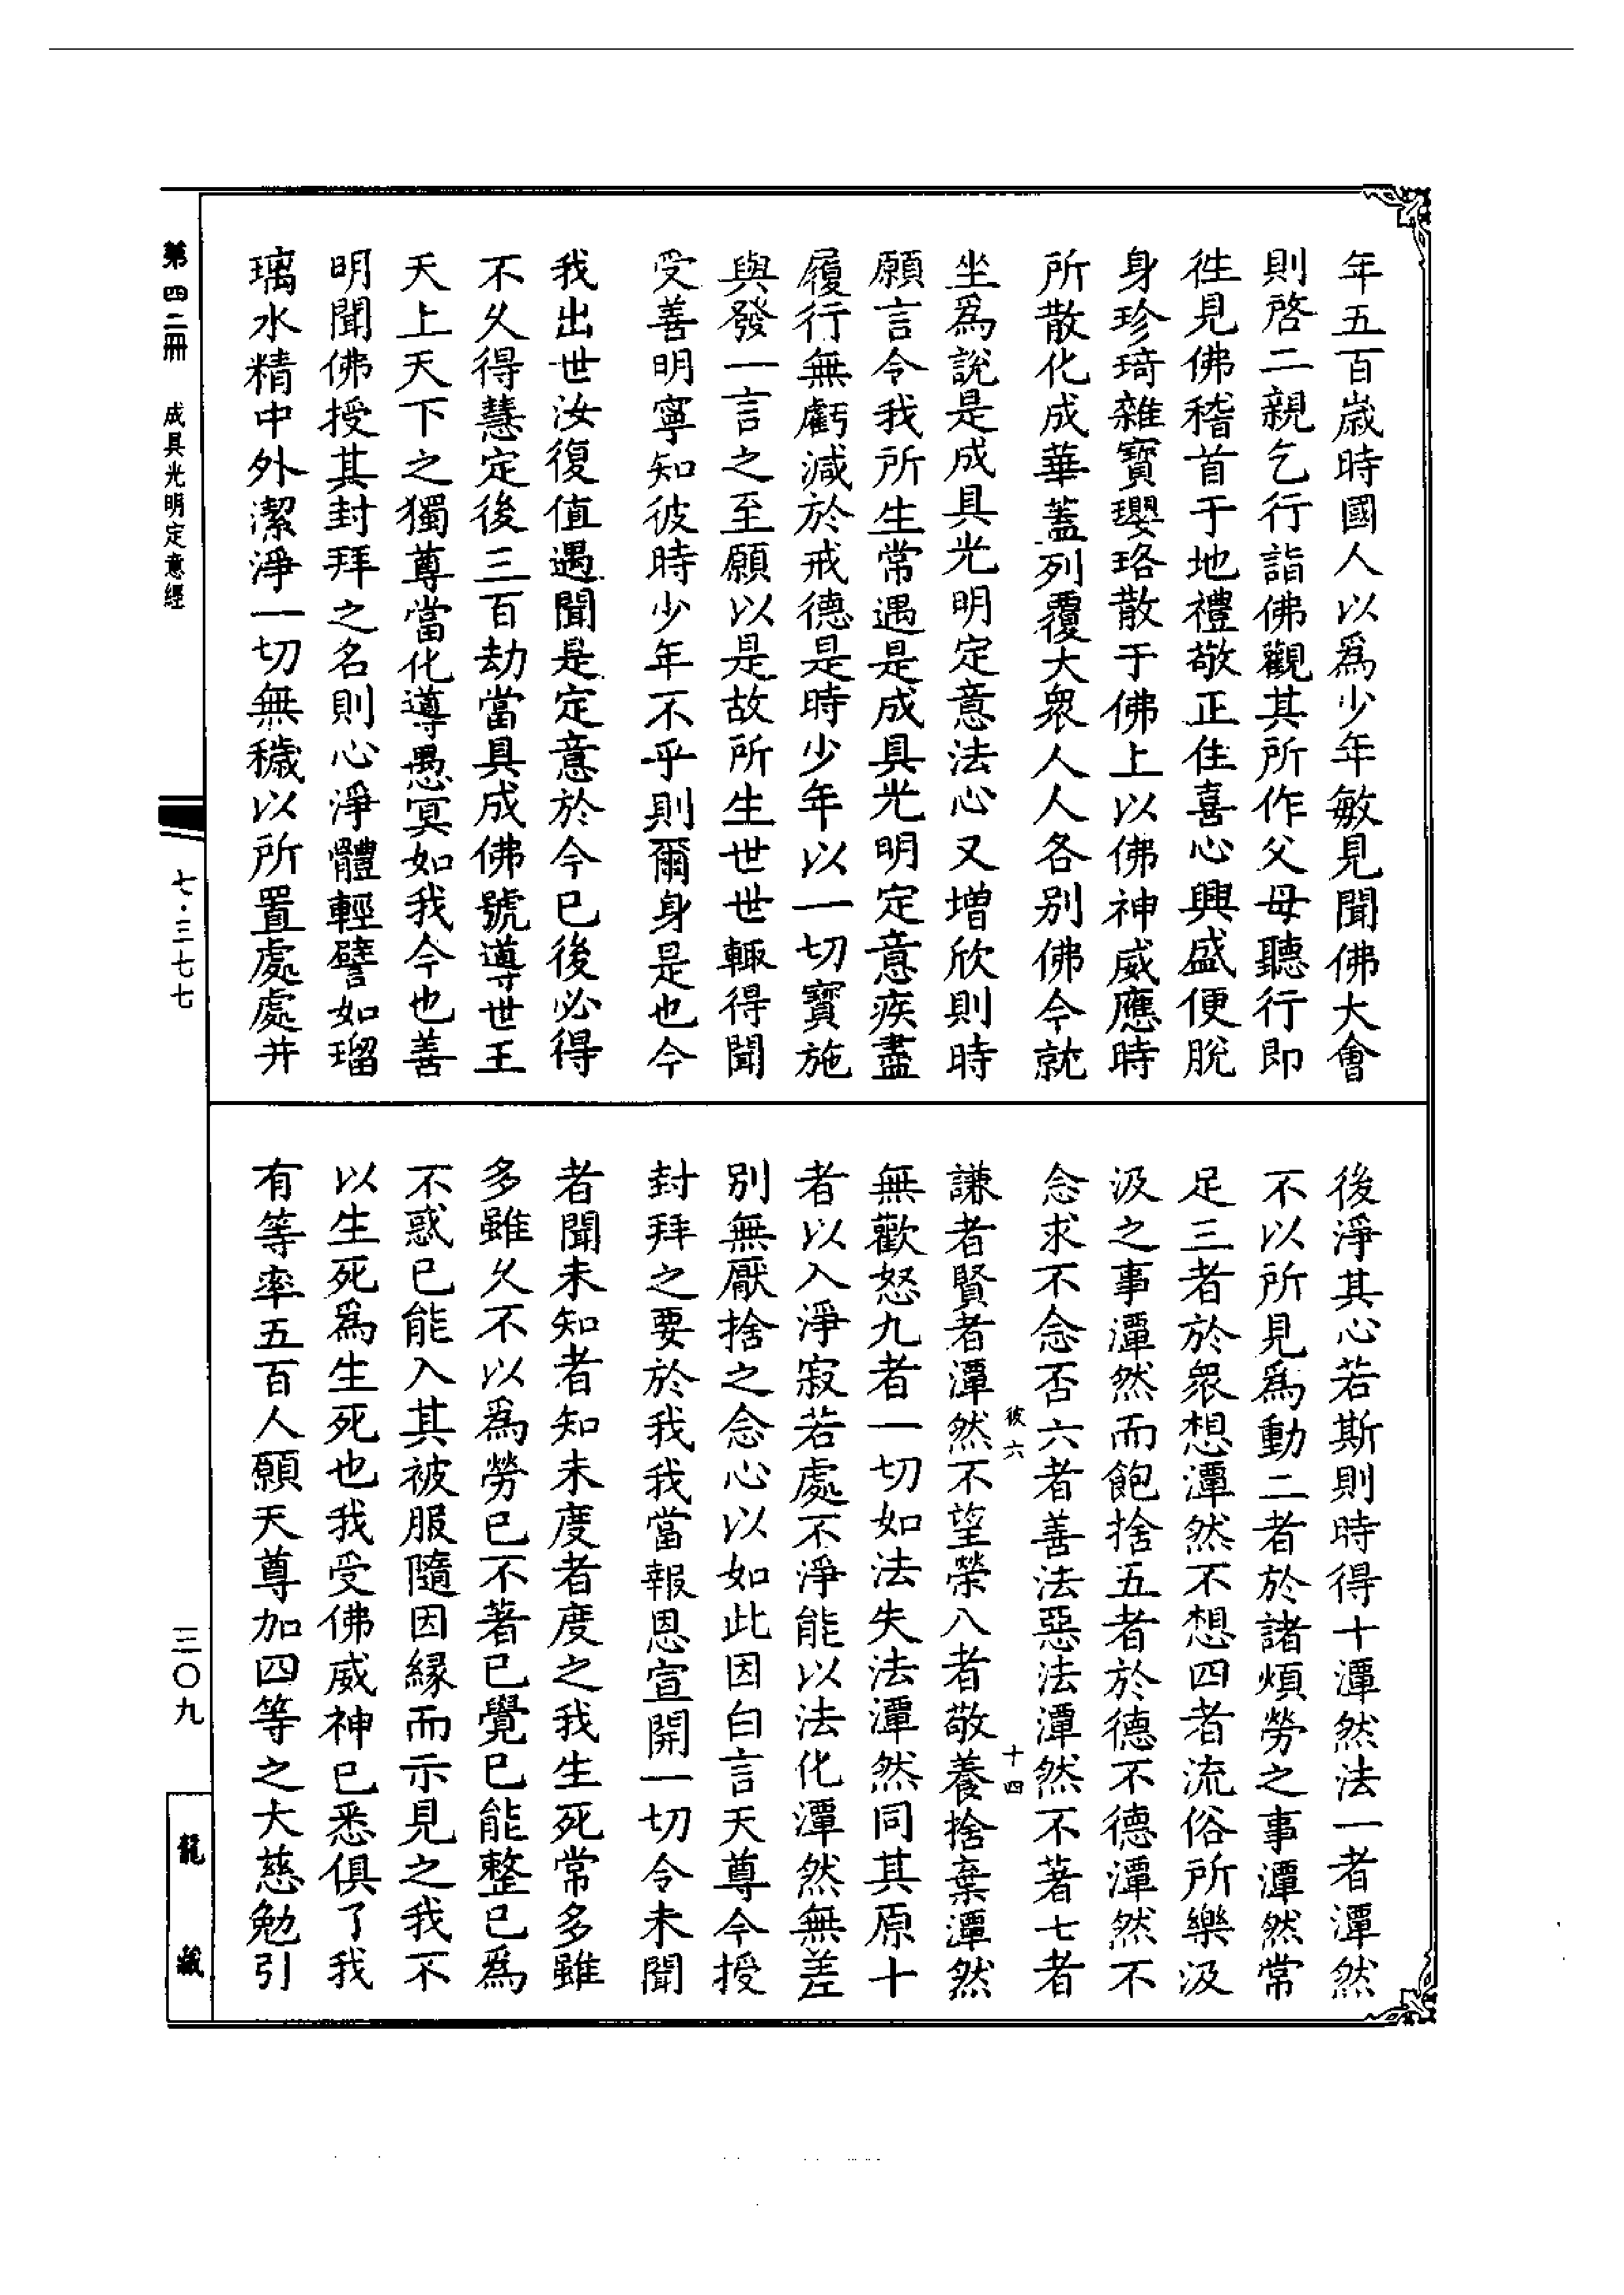 年五百歲時國人以爲少年敏見聞佛大會
則啓二親乞行詣佛觀其所作父母聽行即
徃見佛稽首于地禮敬正住喜心興盛便脫
身珍琦雜寶瓔珞散于佛上以佛神威應時
所散化成華蓋列覆大衆人人各別佛令就
坐爲說是成具光明定意法心又增欣則時
願言令我所生常遇是成具光明定意疾盡
履行無虧減於戒德是時少年以一切寶施
與發一言之至願以是故所生世世輙得聞
受善明寧知彼時少年不乎則爾身是也今
我出世汝復值遇聞是定意於今已後必得
不久得慧定後三百劫當具成佛號導世王
天上天下之獨尊當化導愚冥如我今也善
明聞佛授其封拜之名則心淨體輕譬如瑠
璃水精中外潔淨一切無穢以所置處處并
後淨其心若斯則時得十潭然法一者潭然
不以所見爲動二者於諸煩勞之事潭然常
足三者於衆想潭然不想四者流俗所樂汲
汲之事潭然而飽捨五者於德不德潭然不
念求不念否六者善法惡法潭然不著七者
彼六
十四
謙者賢者潭然不望榮八者敬養捨棄潭然
無歡怒九者一切如法失法潭然同其原十
者以入淨寂若處不淨能以法化潭然無差
別無厭捨之念心以如此因白言天尊今授
封拜之要於我我當報恩宣開一切令未聞
者聞未知者知未度者度之我生死常多雖
多雖久不以爲勞已不著已覺已能整已爲
不惑已能入其被服隨因緣而示見之我不
以生死爲生死也我受佛威神已悉俱了我
有等率五百人願天尊加四等之大慈勉引
第四二冊
成具光明定意經
七·三七七
三〇九
龍藏